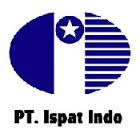 PT. Ispat Indo